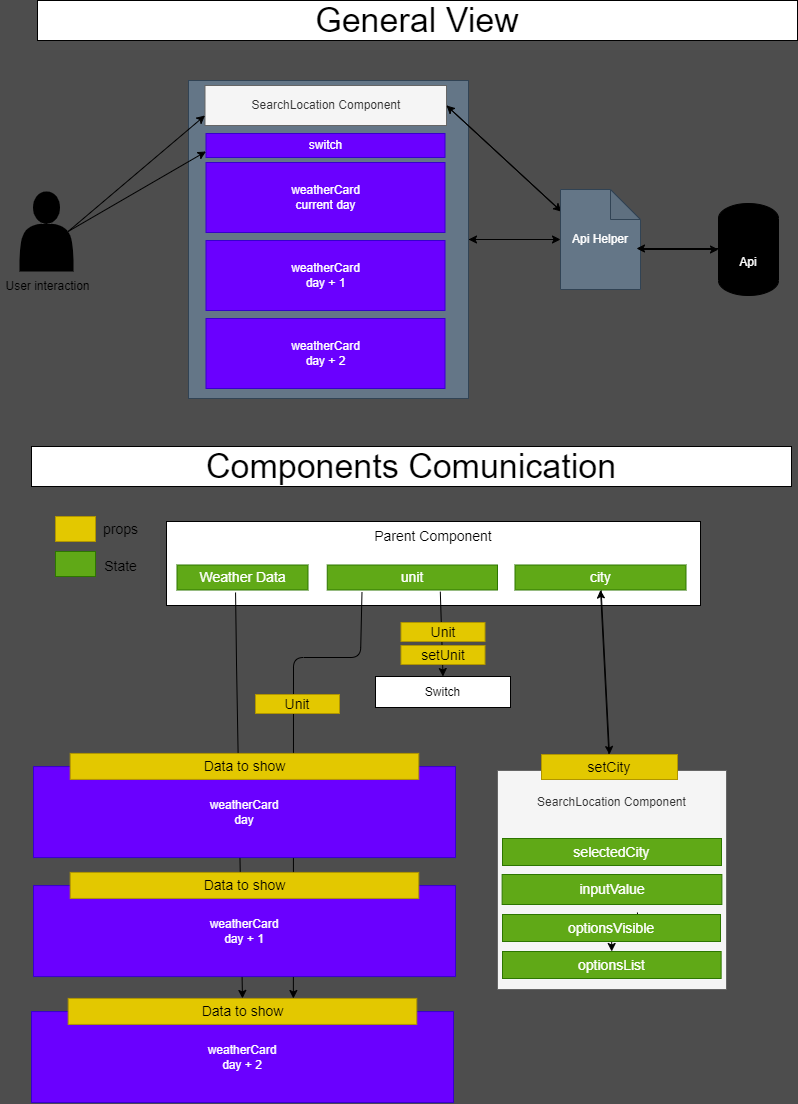 General View
SearchLocation Component
switch
weatherCard
current day
weatherCard
day + 1
weatherCard
day + 2
User interaction
Api Helper
Api
Components Comunication
props
State
Parent Component
Weather Data
unit
city
Unit
setUnit
Switch
Unit
Data to show
weatherCard
day
Data to show
weatherCard
day + 1
Data to show
weatherCard
day + 2
setCity
SearchLocation Component
selectedCity
inputValue
optionsVisible
optionsList